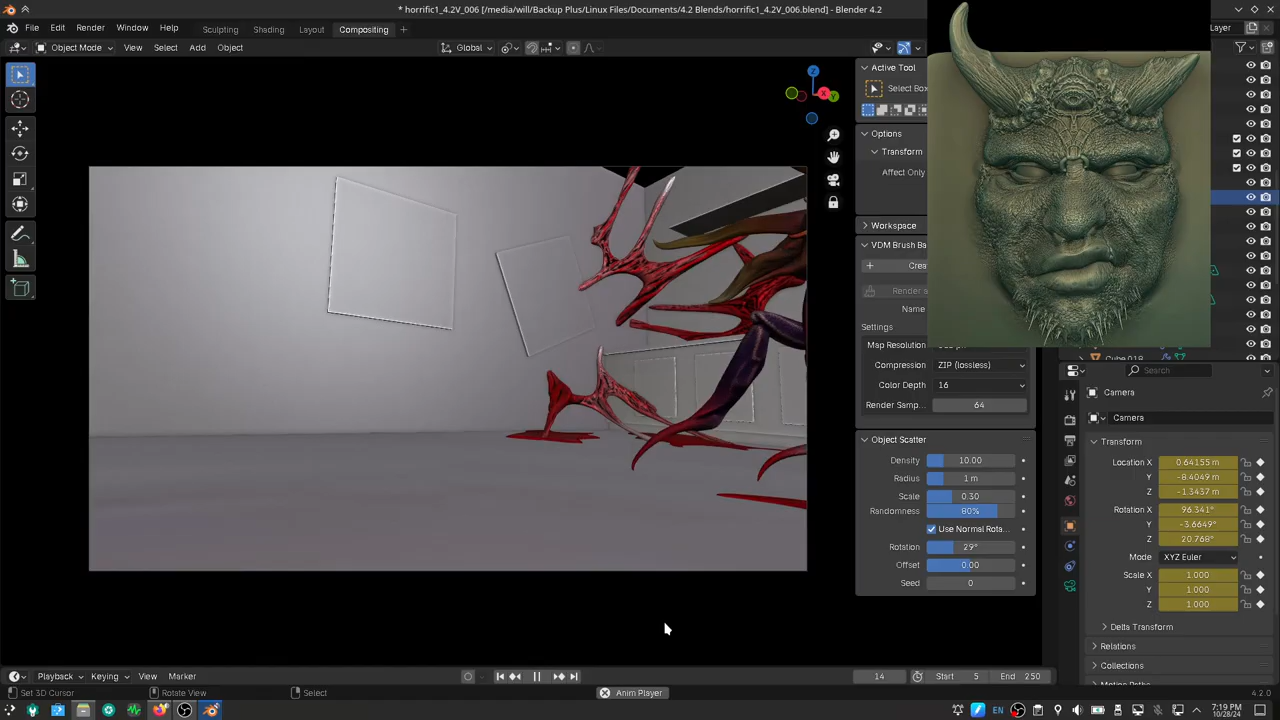 * horrific1_4.2V_006 [/media/will/Backup Plus/Linux Files/Documents/4.2 Blends/horrific1_4.2V_006.blend] - Blender 4.2
File Edit Render Window Help Sculpting Shading Layout Compositing + Layer
Object Mode View Select Add Object Global
Z
X
Y
Active Tool
Select Box
Options
Transform
Affect Only
Workspace
VDM Brush Ba
Crea
Render a
Name
Settings
Map Resolution
Compression ZIP (lossless)
Color Depth 16
Render Samp... 64
Object Scatter
Density 10.00
Radius 1 m
Scale 0.30
Randomness 80%
Use Normal Rota...
Rotation 29°
Offset 0.00
Seed 0
Cube.018
Search
Camera
Camera
Transform
Location X 0.64155 m
Y -8.4049 m
Z -1.3437 m
Rotation X 96.341°
Y -3.6649°
Z 20.768°
Mode XYZ Euler
Scale X 1.000
Y 1.000
Z 1.000
Delta Transform
Relations
Collections
Motion Paths
Playback Keying View Marker 14 Start 5 End 250
Set 3D Cursor Rotate View Select Anim Player 4.2.0
EN 7:19 PM
10/28/24